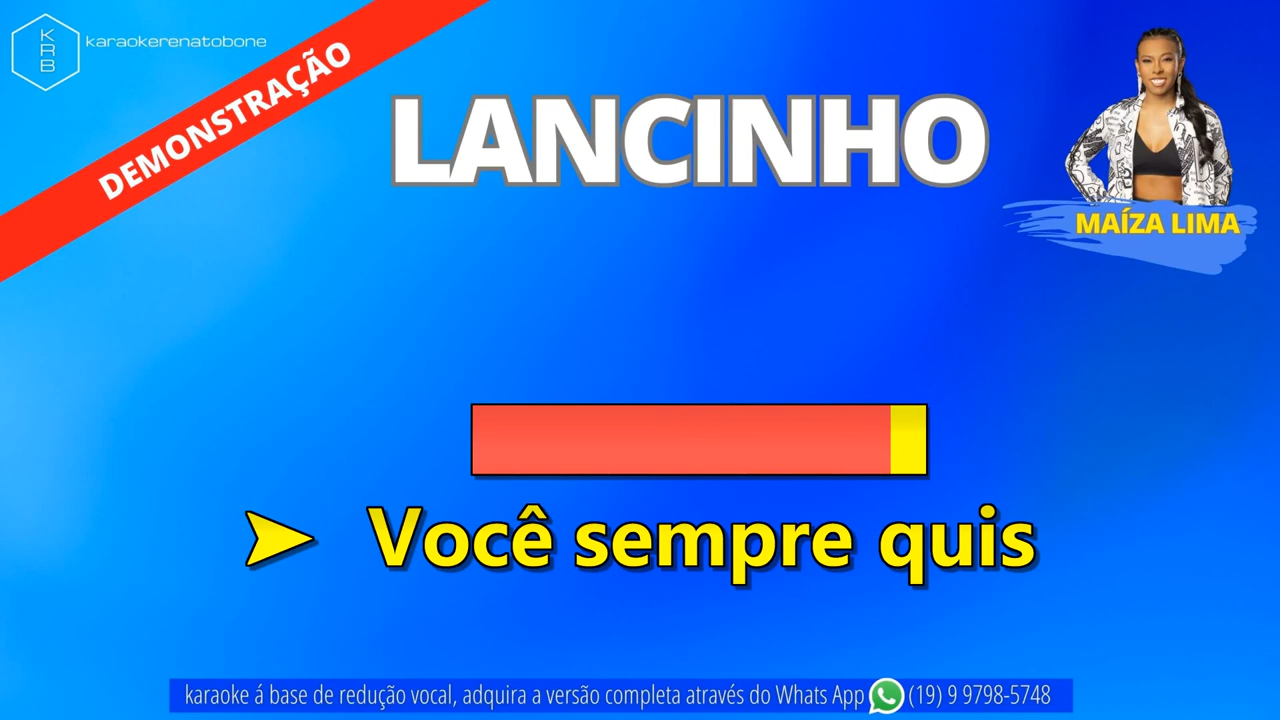 KRB
karaokerenatobone
DEMONSTRAÇÃO
LANCINHO
MAÍZA LIMA
Você sempre quis
karaoke á base de redução vocal, adquira a versão completa através do Whats App (19) 9 9798-5748